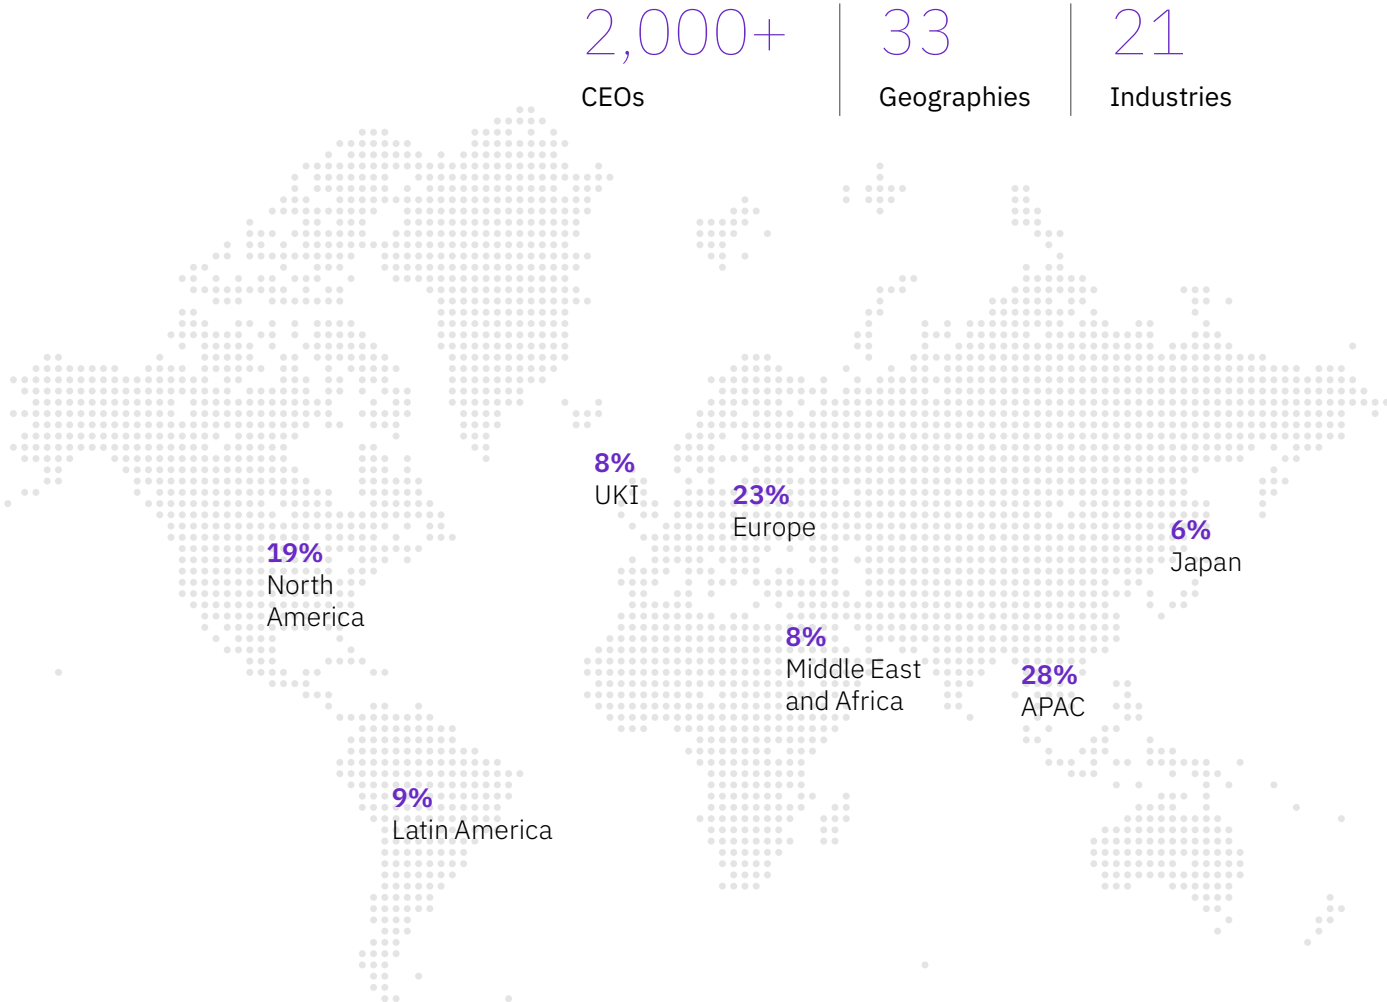 2,000+
CEOs
33
Geographies
21
Industries
8%
UKI
23%
Europe
6%
Japan
19%
North
America
8%
Middle East
and Africa
28%
APAC
9%
Latin America